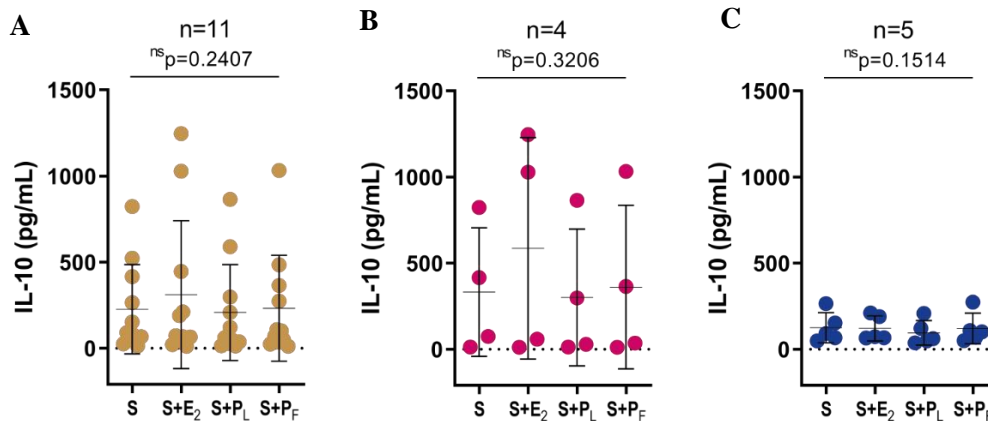 A
n=11
nsp=0.2407
IL-10 (pg/mL)
1500
1000
500
0
S S+E2 S+PL S+PF
B
n=4
nsp=0.3206
IL-10 (pg/mL)
1500
1000
500
0
S S+E2 S+PL S+PF
C
n=5
nsp=0.1514
IL-10 (pg/mL)
1500
1000
500
0
S S+E2 S+PL S+PF